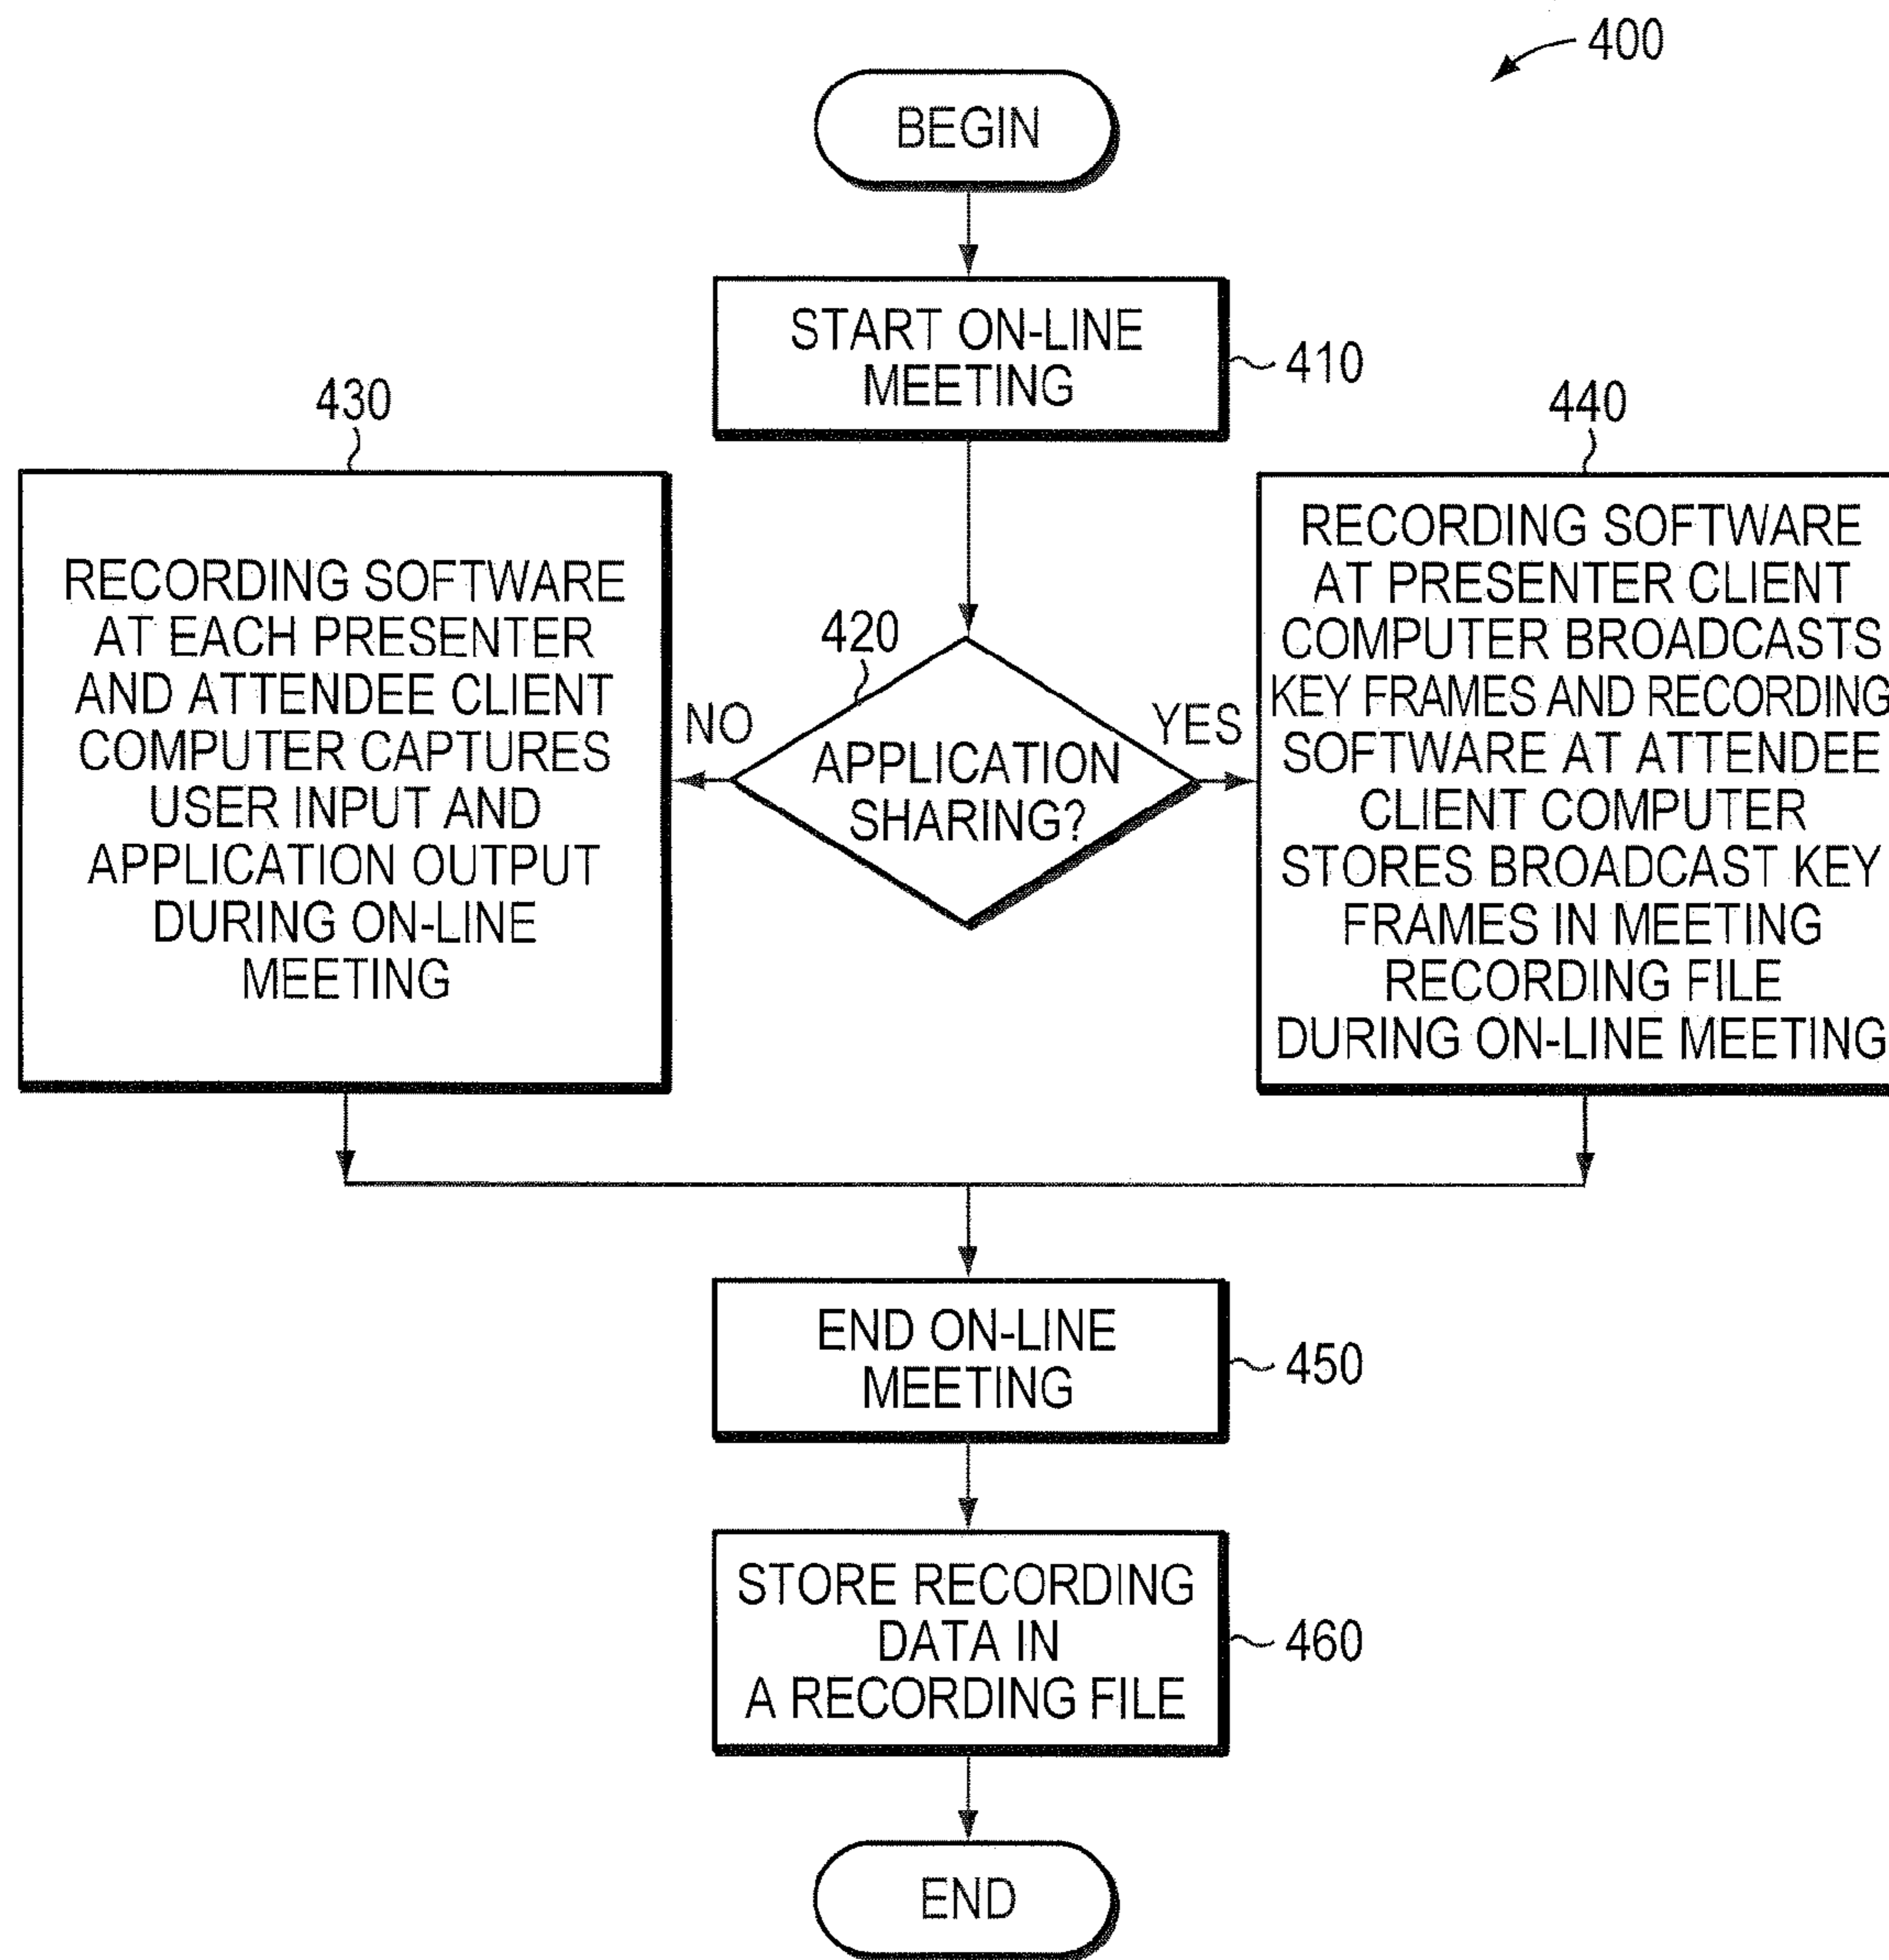 400
BEGIN
START ON-LINE
MEETING
410
430
RECORDING SOFTWARE
AT EACH PRESENTER
AND ATTENDEE CLIENT
COMPUTER CAPTURES
USER INPUT AND
APPLICATION OUTPUT
DURING ON-LINE
MEETING
420
NO
APPLICATION
SHARING?
YES
440
RECORDING SOFTWARE
AT PRESENTER CLIENT
COMPUTER BROADCASTS
KEY FRAMES AND RECORDING
SOFTWARE AT ATTENDEE
CLIENT COMPUTER
STORES BROADCAST KEY
FRAMES IN MEETING
RECORDING FILE
DURING ON-LINE MEETING
END ON-LINE
MEETING
450
STORE RECORDING
DATA IN
A RECORDING FILE
460
END